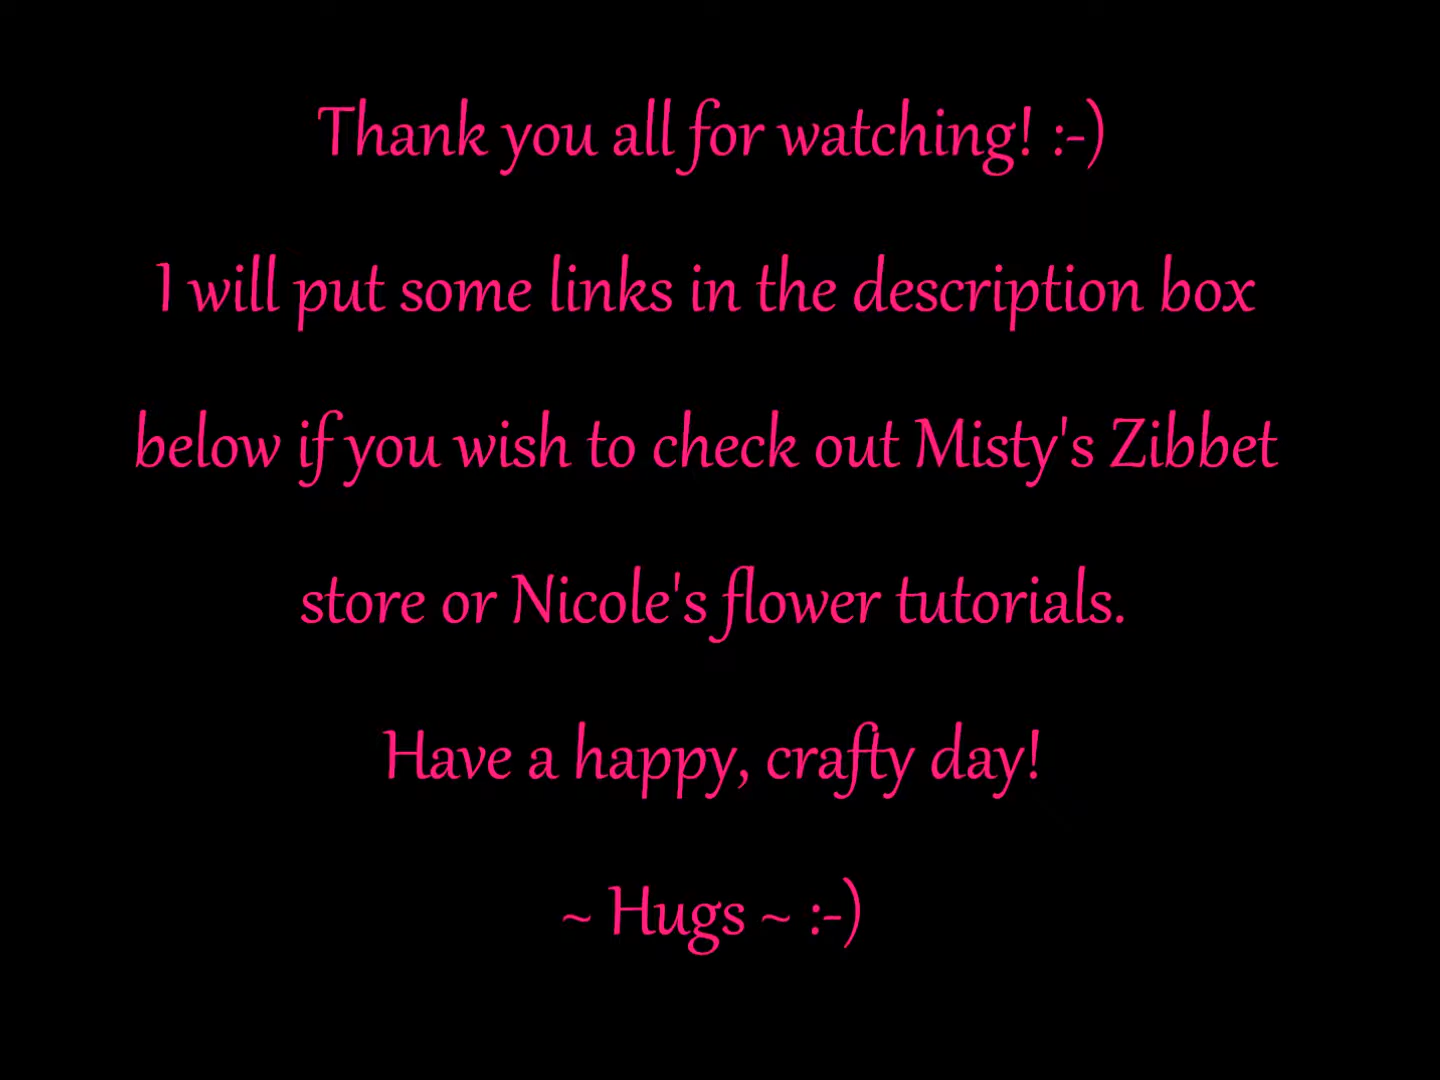 Thank you all for watching! :-)
I will put some links in the description box
below if you wish to check out Misty's Zibbet
store or Nicole's flower tutorials.
Have a happy, crafty day!
~ Hugs ~ :-)